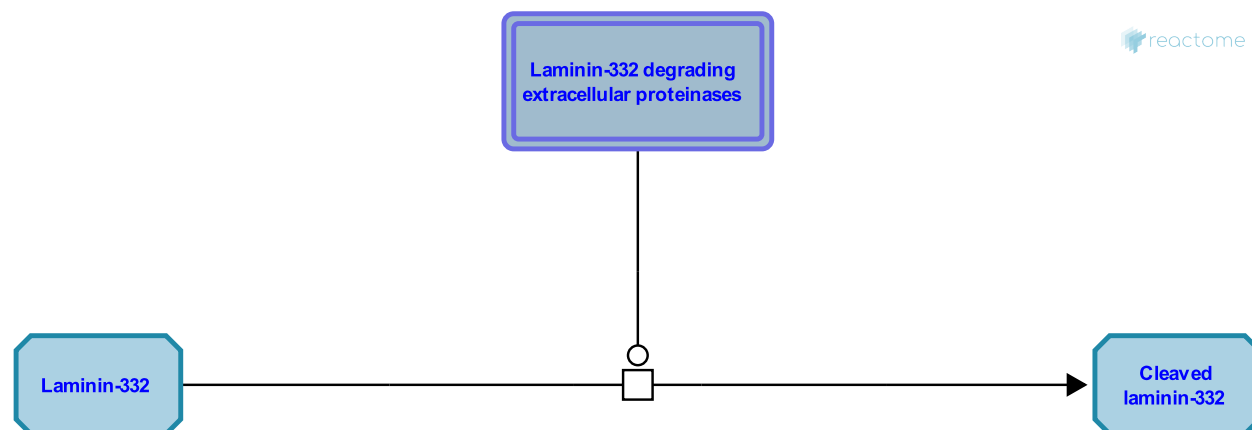 Laminin-332 degrading
extracellular proteinases
reactome
Laminin-332
Cleaved
laminin-332